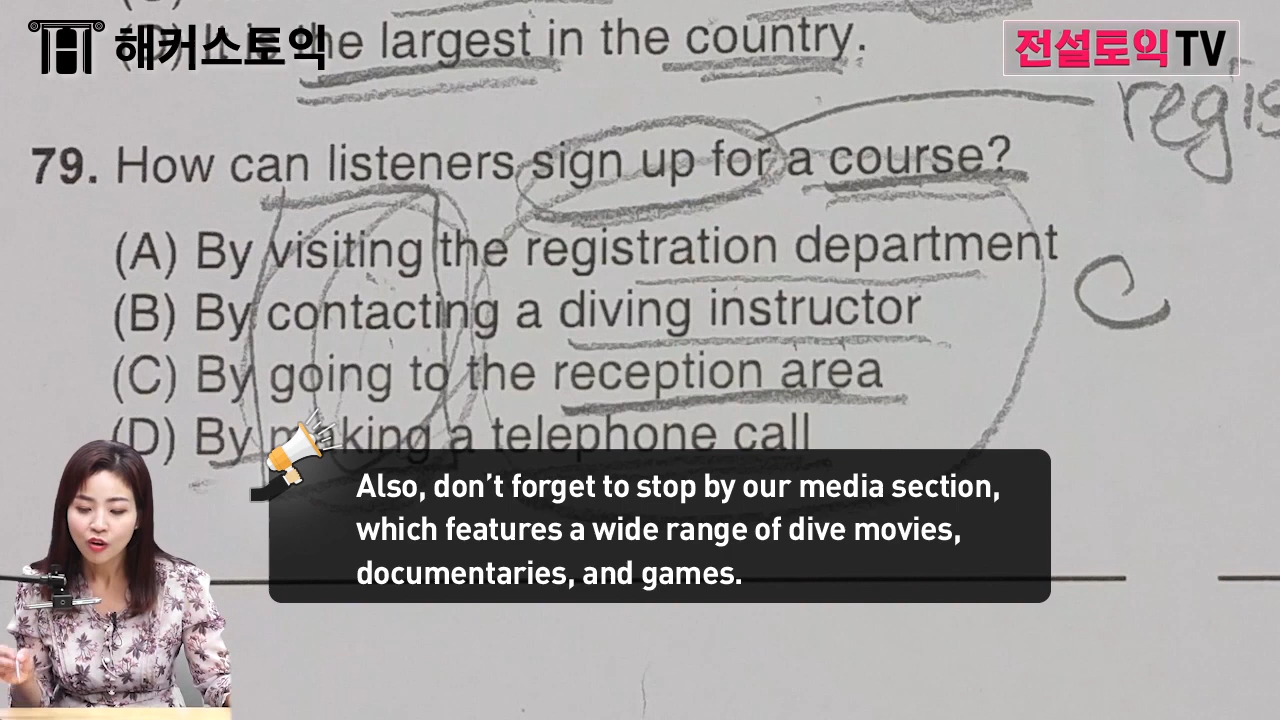 해커스토익
he largest in the country.
전설토익TV
regis
79. How can listeners sign up for a course?
(A) By visiting the registration department
(B) By contacting a diving instructor
(C) By going to the reception area
C
(D) By making a telephone call
Also, don't forget to stop by our media section,
which features a wide range of dive movies,
documentaries, and games.